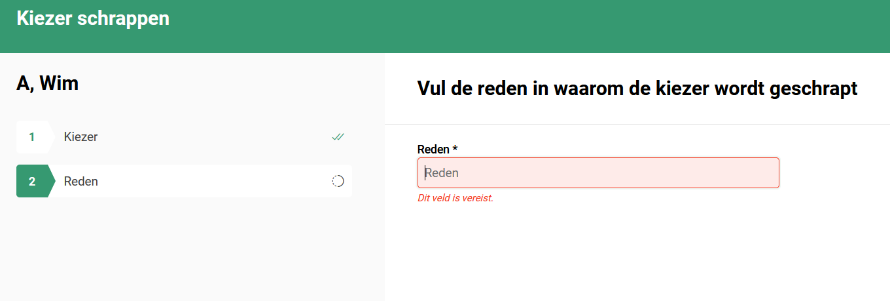 Kiezer schrappen
A, Wim
1 Kiezer
2 Reden
Vul de reden in waarom de kiezer wordt geschrapt
Reden *
Reden
Dit veld is vereist.